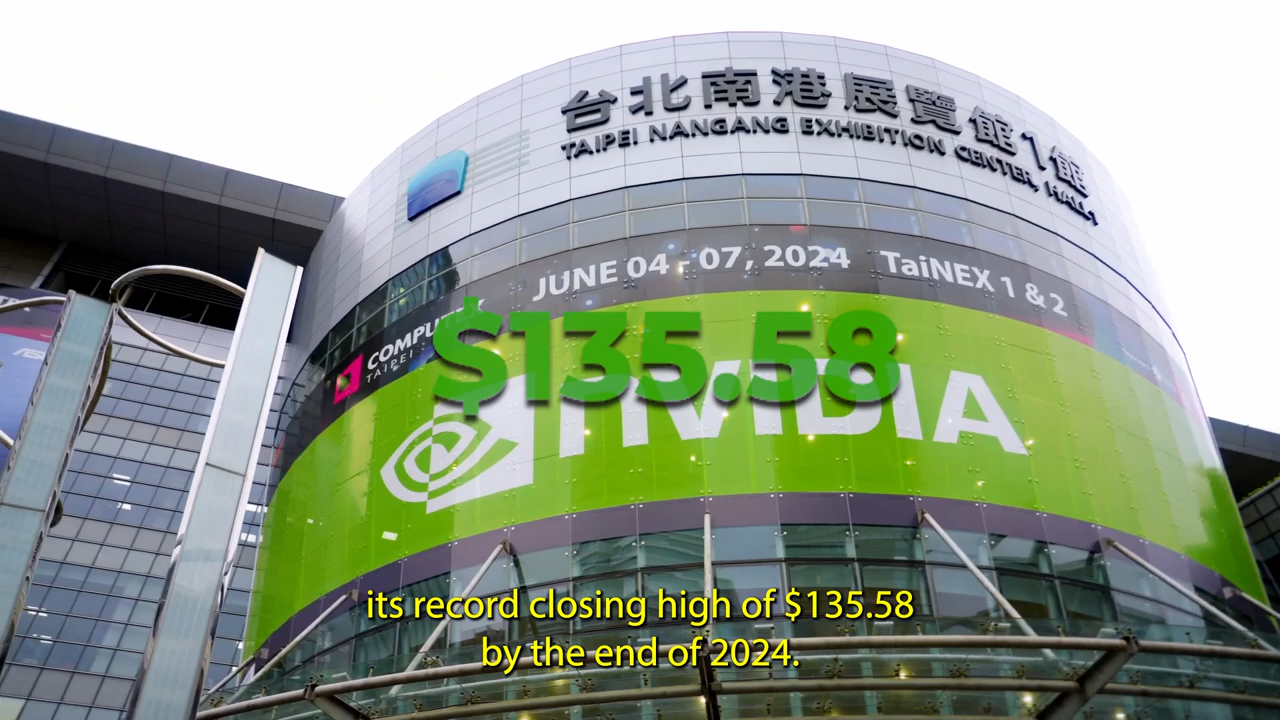 台北南港展覽館1館
TAIPEI NANGANG EXHIBITION CENTER, HALL 1
JUNE 04 - 07, 2024 TaiNEX 1 & 2
TAIPEI
$135.58
NVIDIA
its record closing high of $135.58
by the end of 2024.